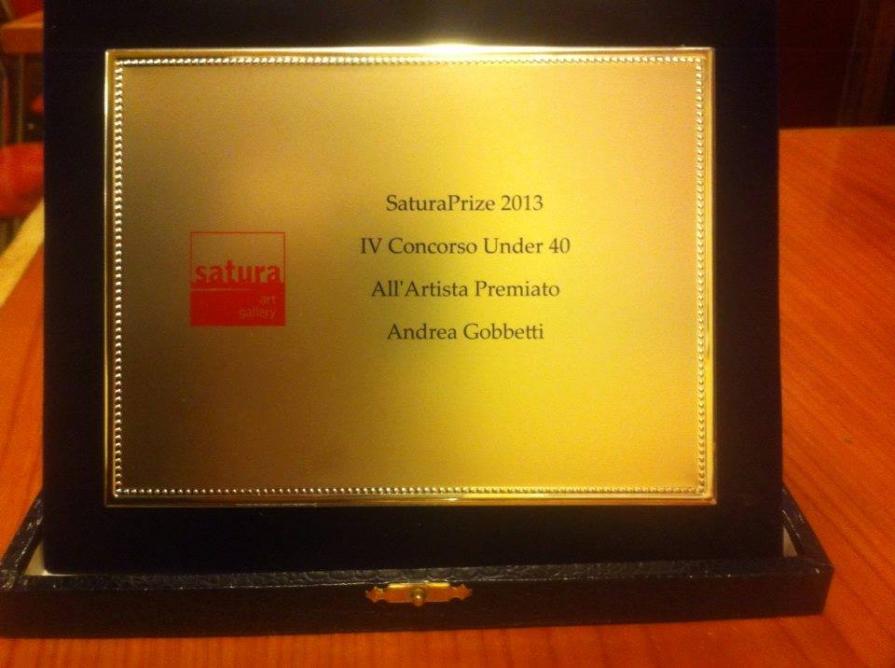 satura
art
gallery
SaturaPrize 2013
IV Concorso Under 40
All'Artista Premiato
Andrea Gobbetti